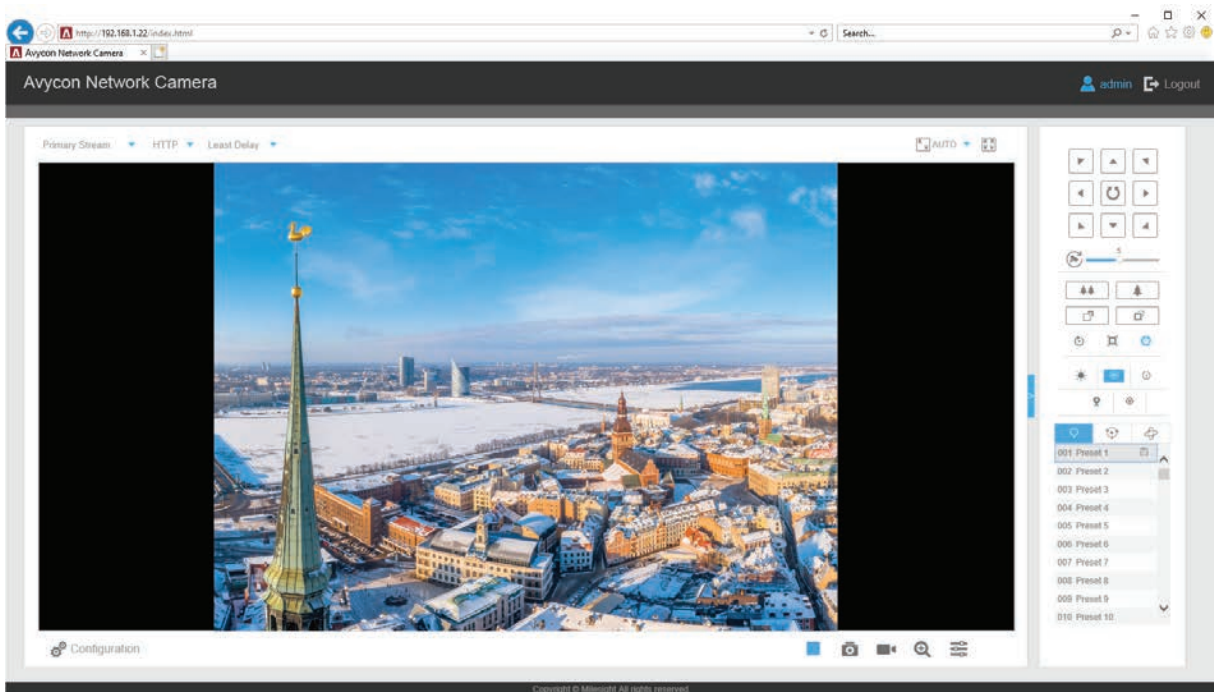 http://192.168.1.22/index.html
Search...
Avycon Network Camera
Avycon Network Camera
admin
Logout
Primary Stream
HTTP
Least Delay
AUTO
5
001 Preset 1
002 Preset 2
003 Preset 3
004 Preset 4
005 Preset 5
006 Preset 6
007 Preset 7
008 Preset 8
009 Preset 9
010 Preset 10
Configuration
Copyright © Milesight All rights reserved